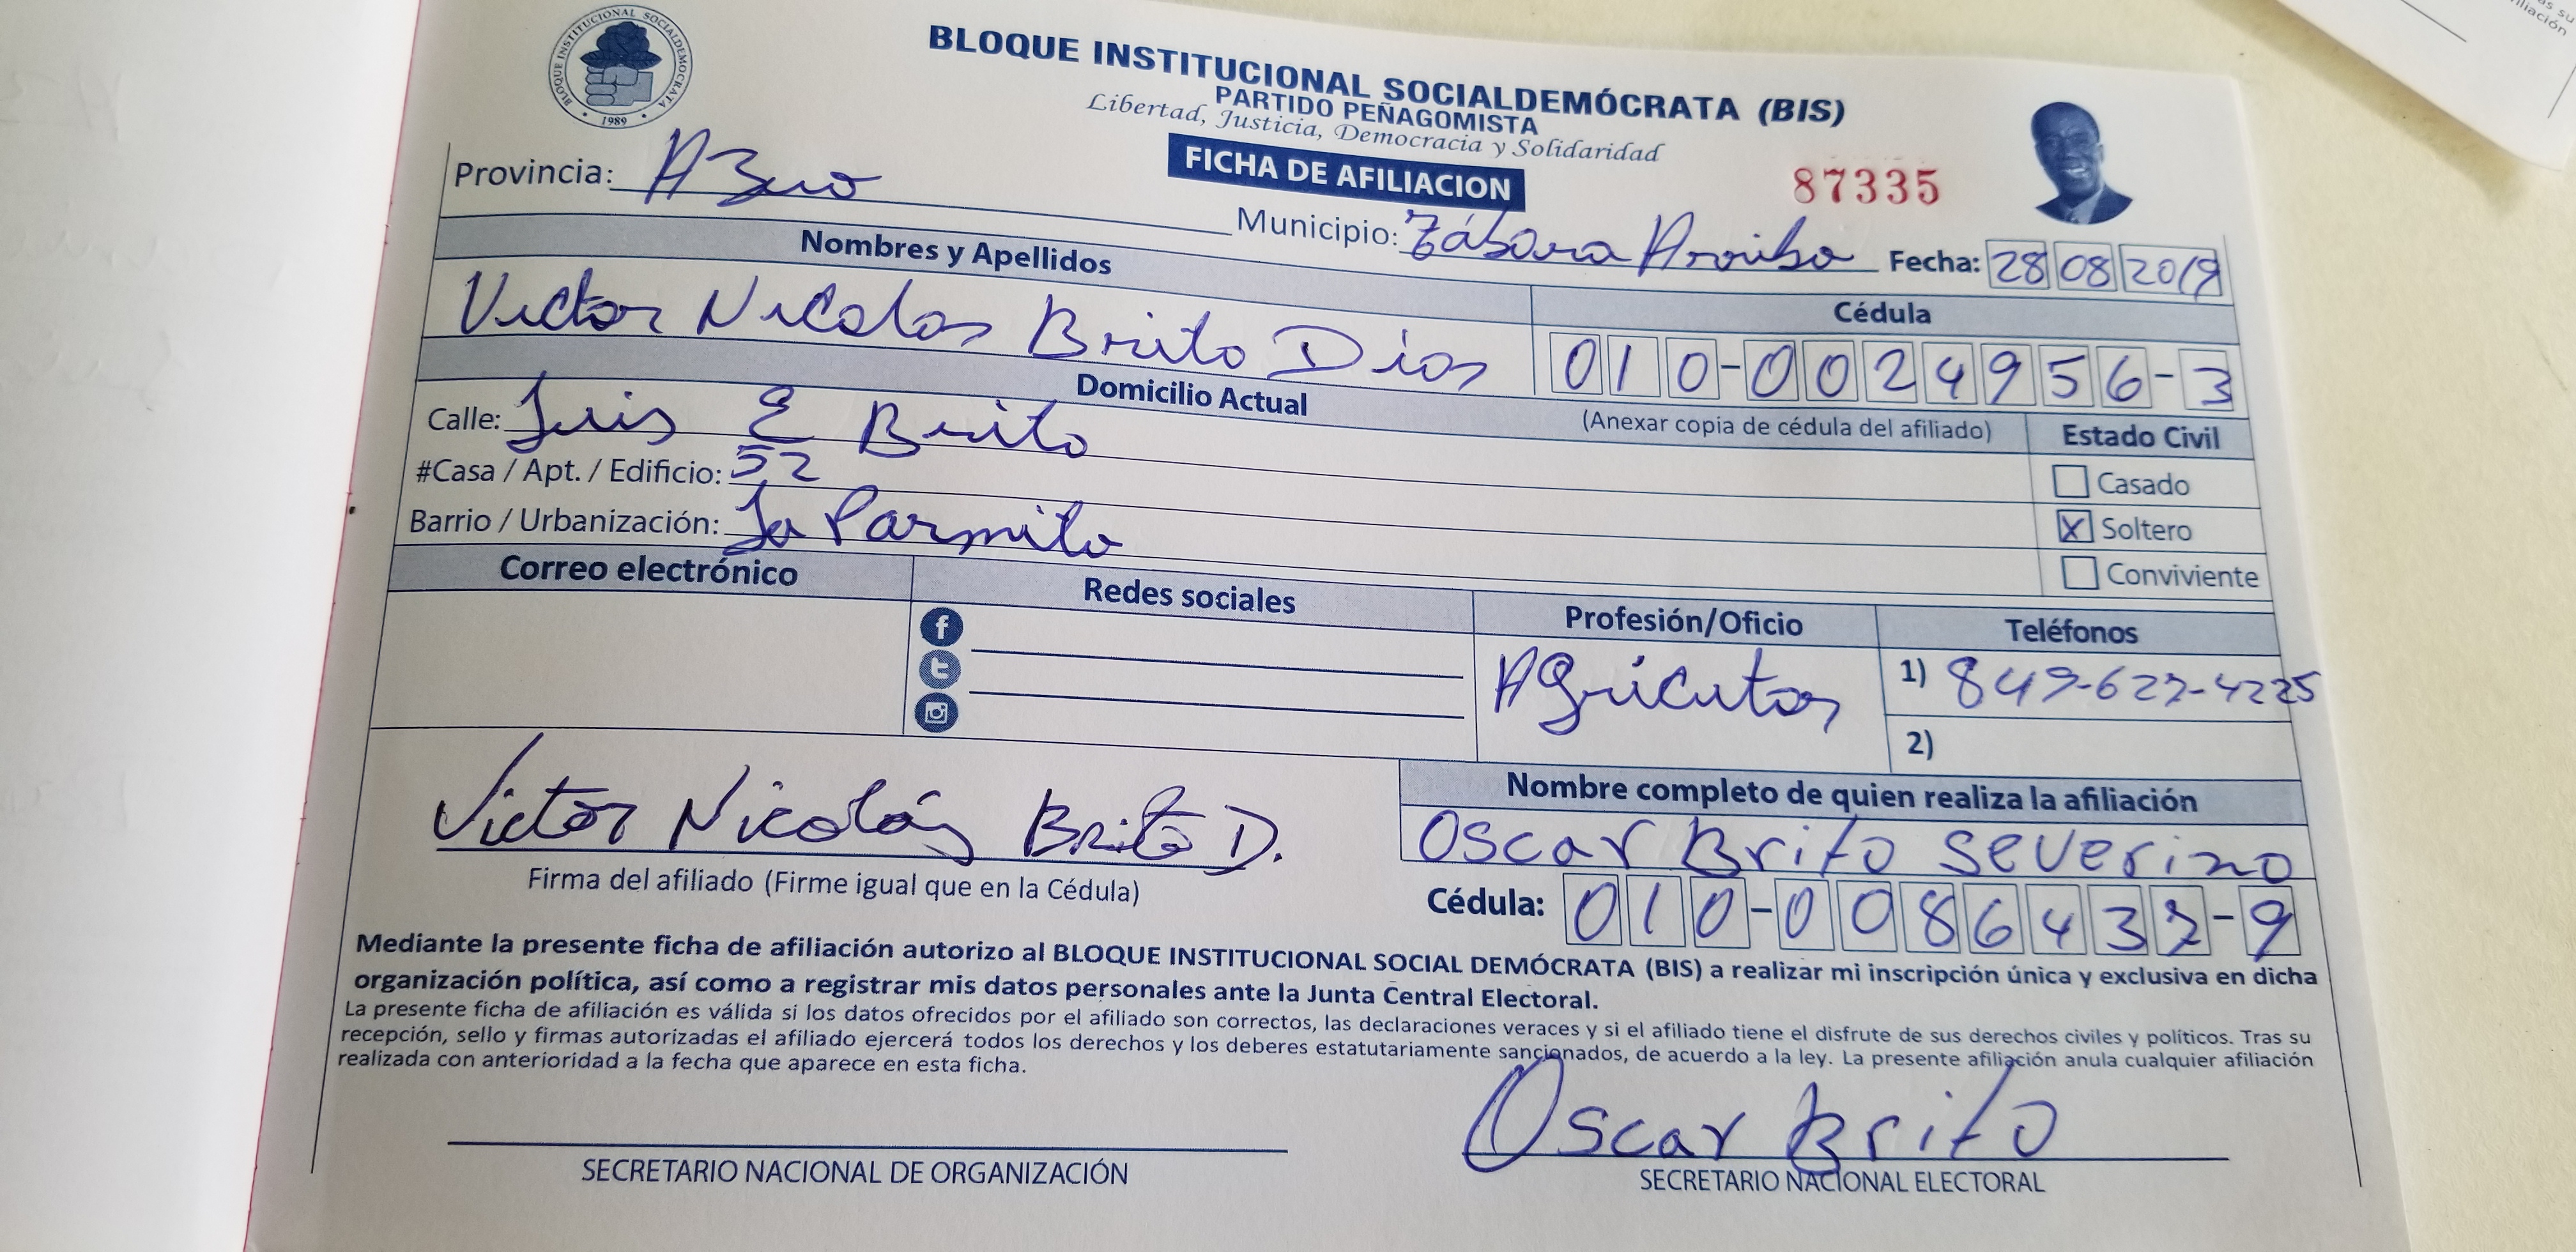 BLOQUE INSTITUCIONAL SOCIALDEMÓCRATA
1989
BLOQUE INSTITUCIONAL SOCIALDEMÓCRATA (BIS)
PARTIDO PEÑAGOMISTA
Libertad, Justicia, Democracia y Solidaridad
FICHA DE AFILIACION
87335
Provincia: Azuo
Municipio: Tábara Arriba Fecha: 28 08 2019
Nombres y Apellidos
Victor Nicolas Brito Dias
Cédula
010-0024956-3
(Anexar copia de cédula del afiliado)
Domicilio Actual
Calle: Luis E Brito
#Casa / Apt. / Edificio: 52
Barrio / Urbanización: La Parmita
Estado Civil
Casado
X Soltero
Conviviente
Correo electrónico
Redes sociales
Profesión/Oficio
Agricutor
Teléfonos
1) 849-627-4225
2)
Victor Nicolás Brito D.
Firma del afiliado (Firme igual que en la Cédula)
Nombre completo de quien realiza la afiliación
Oscar Brito Severino
Cédula: 010-0086437-9
Mediante la presente ficha de afiliación autorizo al BLOQUE INSTITUCIONAL SOCIAL DEMÓCRATA (BIS) a realizar mi inscripción única y exclusiva en dicha
organización política, así como a registrar mis datos personales ante la Junta Central Electoral.
La presente ficha de afiliación es válida si los datos ofrecidos por el afiliado son correctos, las declaraciones veraces y si el afiliado tiene el disfrute de sus derechos civiles y políticos. Tras su
recepción, sello y firmas autorizadas el afiliado ejercerá todos los derechos y los deberes estatutariamente sancionados, de acuerdo a la ley. La presente afiliación anula cualquier afiliación
realizada con anterioridad a la fecha que aparece en esta ficha.
SECRETARIO NACIONAL DE ORGANIZACIÓN
Oscar Brito
SECRETARIO NACIONAL ELECTORAL